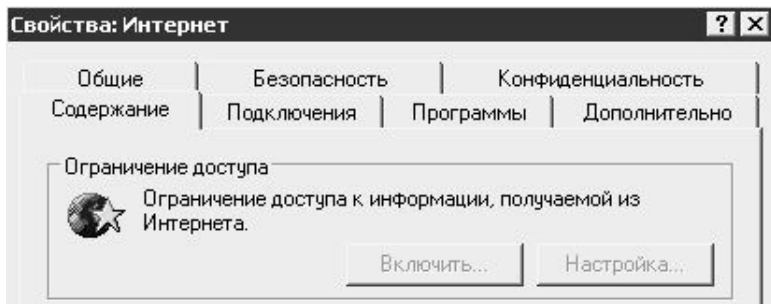 Свойства: Интернет
Общие Безопасность Конфиденциальность
Содержание Подключения Программы Дополнительно
Ограничение доступа
Ограничение доступа к информации, получаемой из
Интернета.
Включить... Настройка...